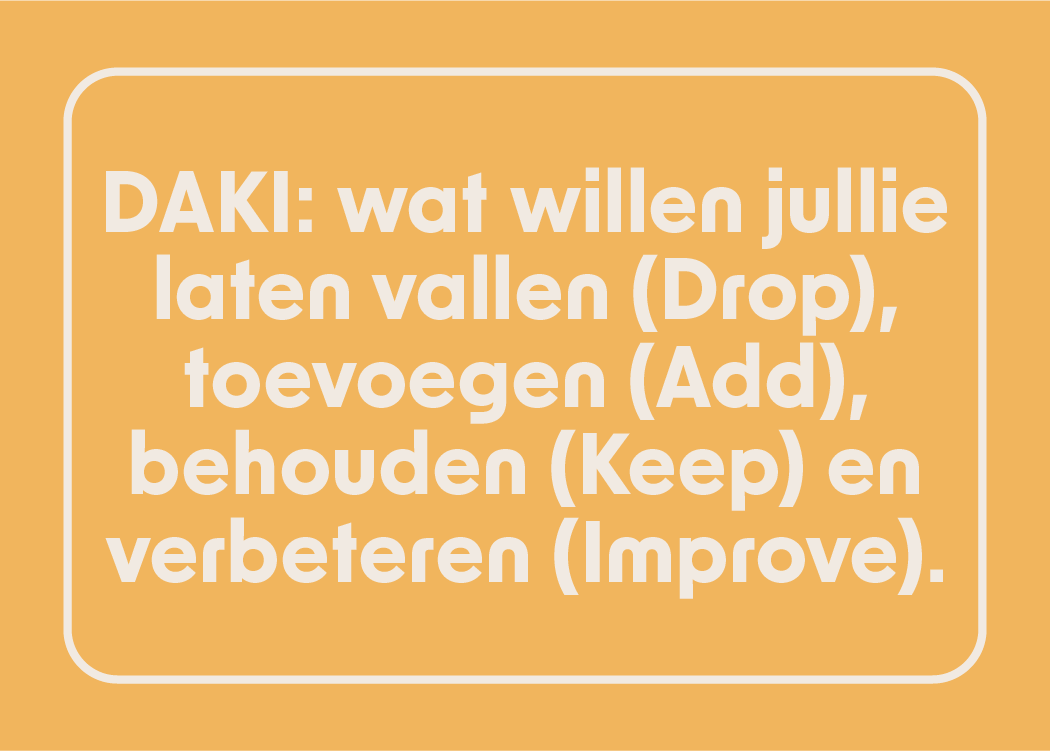 DAKI: wat willen jullie
laten vallen (Drop),
toevoegen (Add),
behouden (Keep) en
verbeteren (Improve).